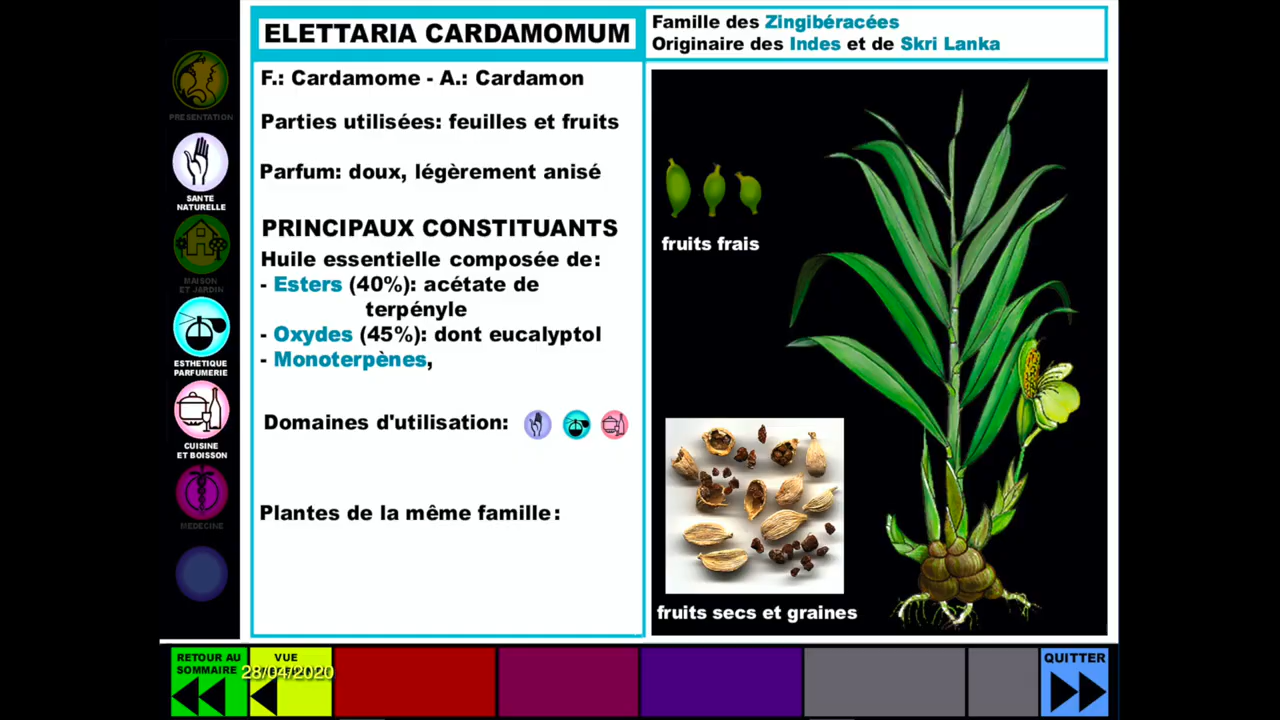 ELETTARIA CARDAMOMUM
Famille des Zingibéracées
Originaire des Indes et de Skri Lanka
F.: Cardamome - A.: Cardamon
Parties utilisées: feuilles et fruits
Parfum: doux, légèrement anisé
PRINCIPAUX CONSTITUANTS
Huile essentielle composée de:
- Esters (40%): acétate de
terpényle
- Oxydes (45%): dont eucalyptol
- Monoterpènes,
Domaines d'utilisation:
Plantes de la même famille:
fruits frais
fruits secs et graines
PRESENTATION
SANTE
NATURELLE
MAISON
ET JARDIN
ESTHETIQUE
PARFUMERIE
CUISINE
ET BOISSON
MEDECINE
RETOUR AU
SOMMAIRE
VUE
28/04/2020
QUITTER